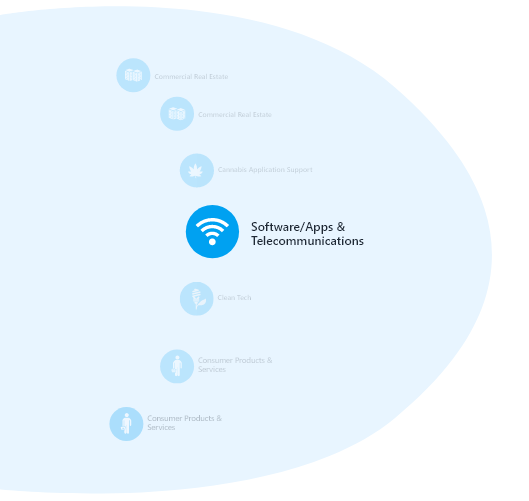 Commercial Real Estate
Commercial Real Estate
Cannabis Application Support
Software/Apps &
Telecommunications
Clean Tech
Consumer Products &
Services
Consumer Products &
Services